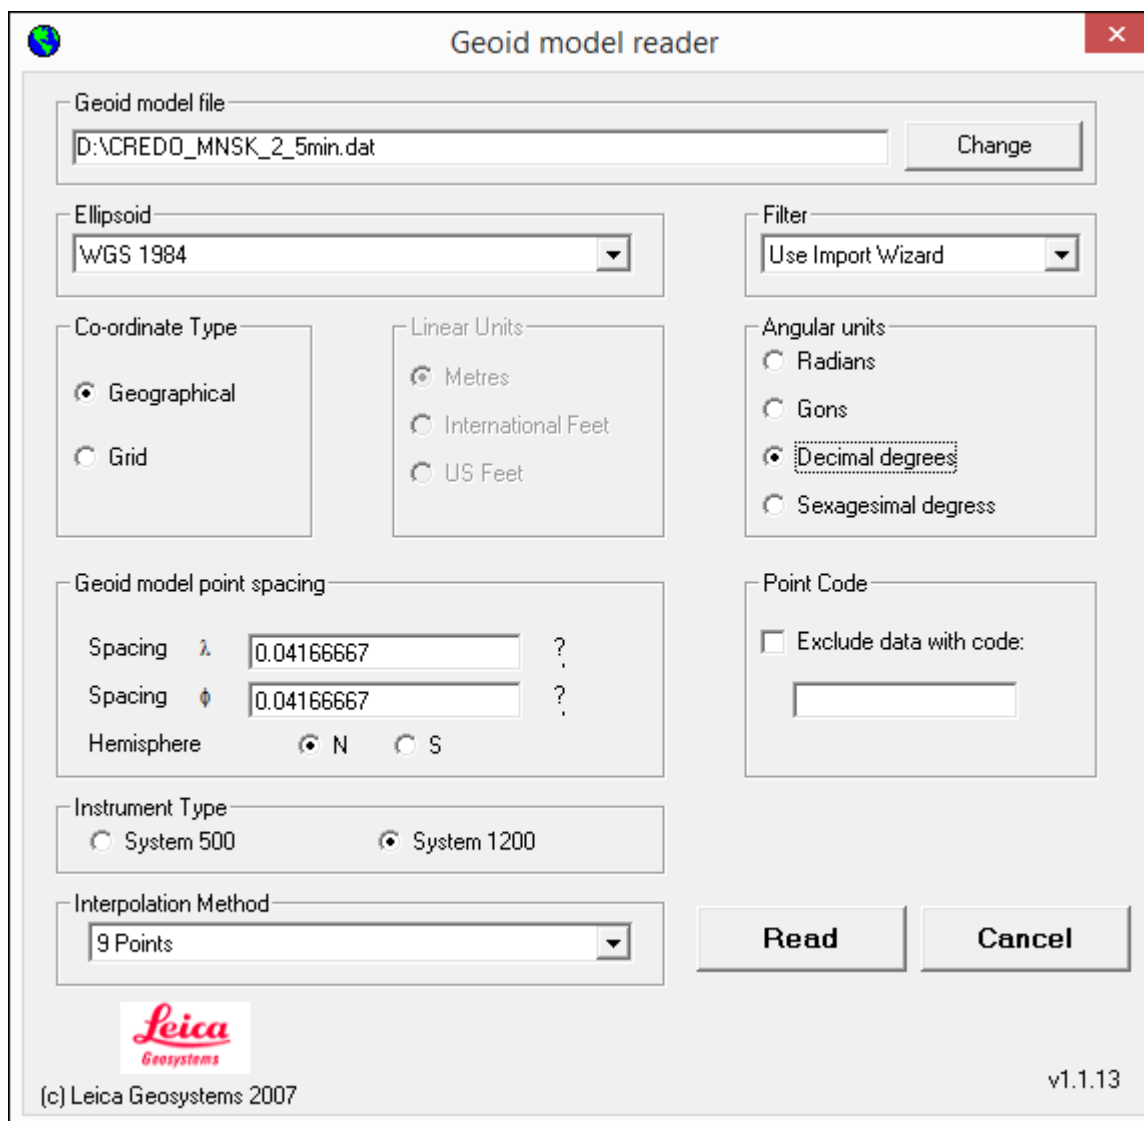 Geoid model reader
Geoid model file
D:\CREDO_MNSK_2_5min.dat
Change
Ellipsoid
WGS 1984
Filter
Use Import Wizard
Co-ordinate Type
Geographical
Grid
Linear Units
Metres
International Feet
US Feet
Angular units
Radians
Gons
Decimal degrees
Sexagesimal degress
Geoid model point spacing
Spacing λ 0.04166667 ?
Spacing ϕ 0.04166667 ?
Hemisphere N S
Point Code
Exclude data with code:
Instrument Type
System 500 System 1200
Interpolation Method
9 Points
Read Cancel
Leica
Geosystems
(c) Leica Geosystems 2007
v1.1.13